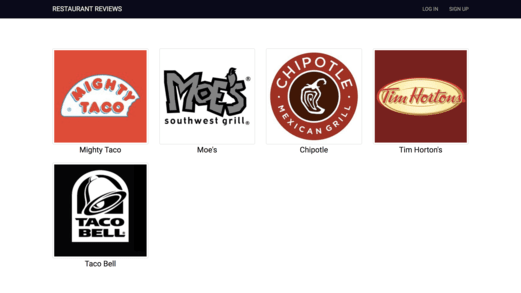 RESTAURANT REVIEWS
LOG IN SIGN UP
MIGHTY
TACO
MOE'S®
southwest grill®
CHIPOTLE
MEXICAN GRILL
Tim Hortons
Mighty Taco
Moe's
Chipotle
Tim Horton's
TACO
BELL
Taco Bell